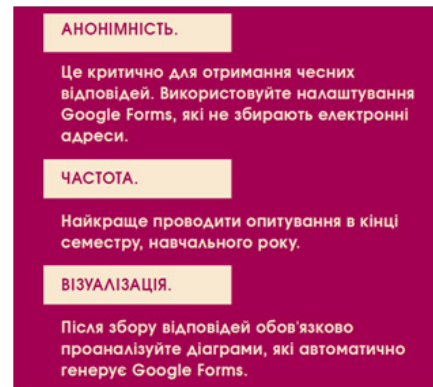 АНОНІМНІСТЬ.
Це критично для отримання чесних
відповідей. Використовуйте налаштування
Google Forms, які не збирають електронні
адреси.
ЧАСТОТА.
Найкраще проводити опитування в кінці
семестру, навчального року.
ВІЗУАЛІЗАЦІЯ.
Після збору відповідей обов'язково
проаналізуйте діаграми, які автоматично
генерує Google Forms.